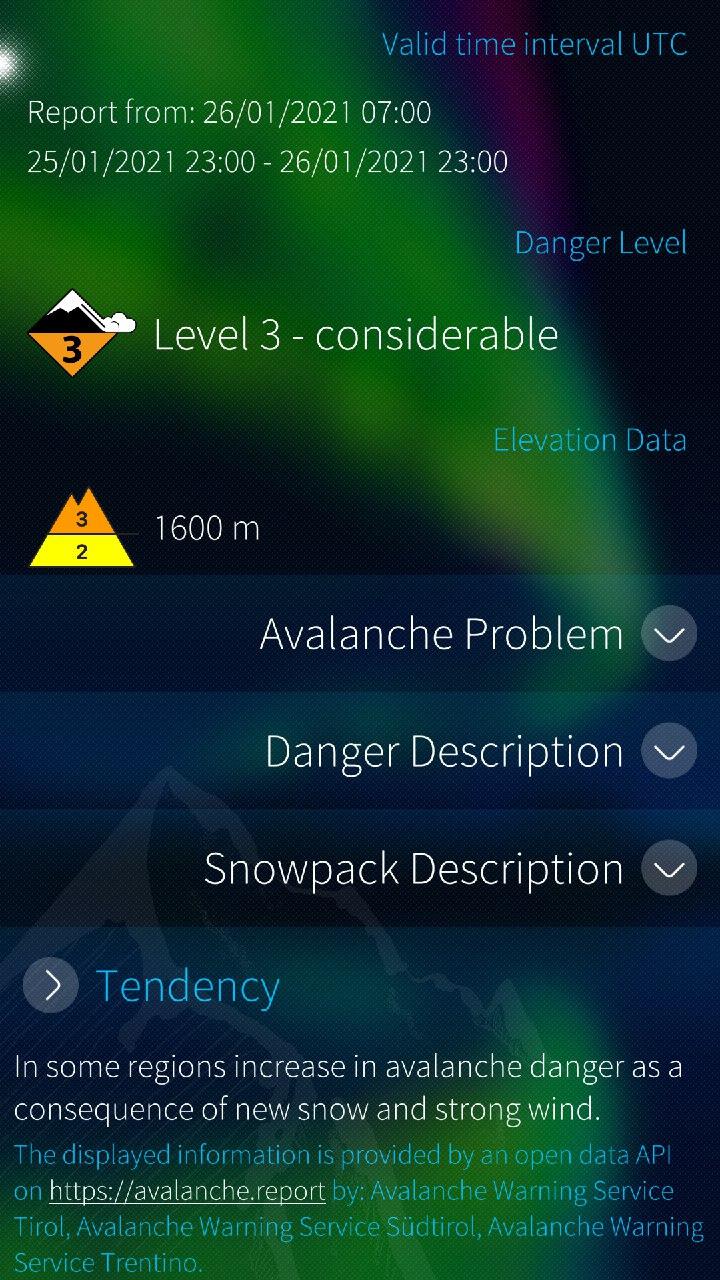 Valid time interval UTC
Report from: 26/01/2021 07:00
25/01/2021 23:00 - 26/01/2021 23:00
Danger Level
3
Level 3 - considerable
Elevation Data
3
2
1600 m
Avalanche Problem
Danger Description
Snowpack Description
Tendency
In some regions increase in avalanche danger as a
consequence of new snow and strong wind.
The displayed information is provided by an open data API
on https://avalanche.report by: Avalanche Warning Service
Tirol, Avalanche Warning Service Südtirol, Avalanche Warning
Service Trentino.